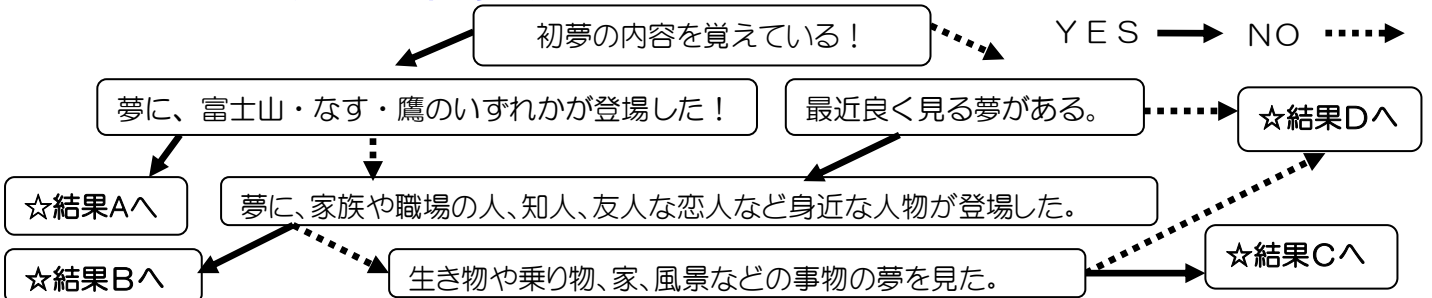 初夢の内容を覚えている！
ＹＥＳ ＮＯ
夢に、富士山・なす・鷹のいずれかが登場した！
最近良く見る夢がある。
☆結果Dへ
☆結果Aへ
夢に、家族や職場の人、知人、友人な恋人など身近な人物が登場した。
☆結果Bへ
生き物や乗り物、家、風景などの事物の夢を見た。
☆結果Cへ